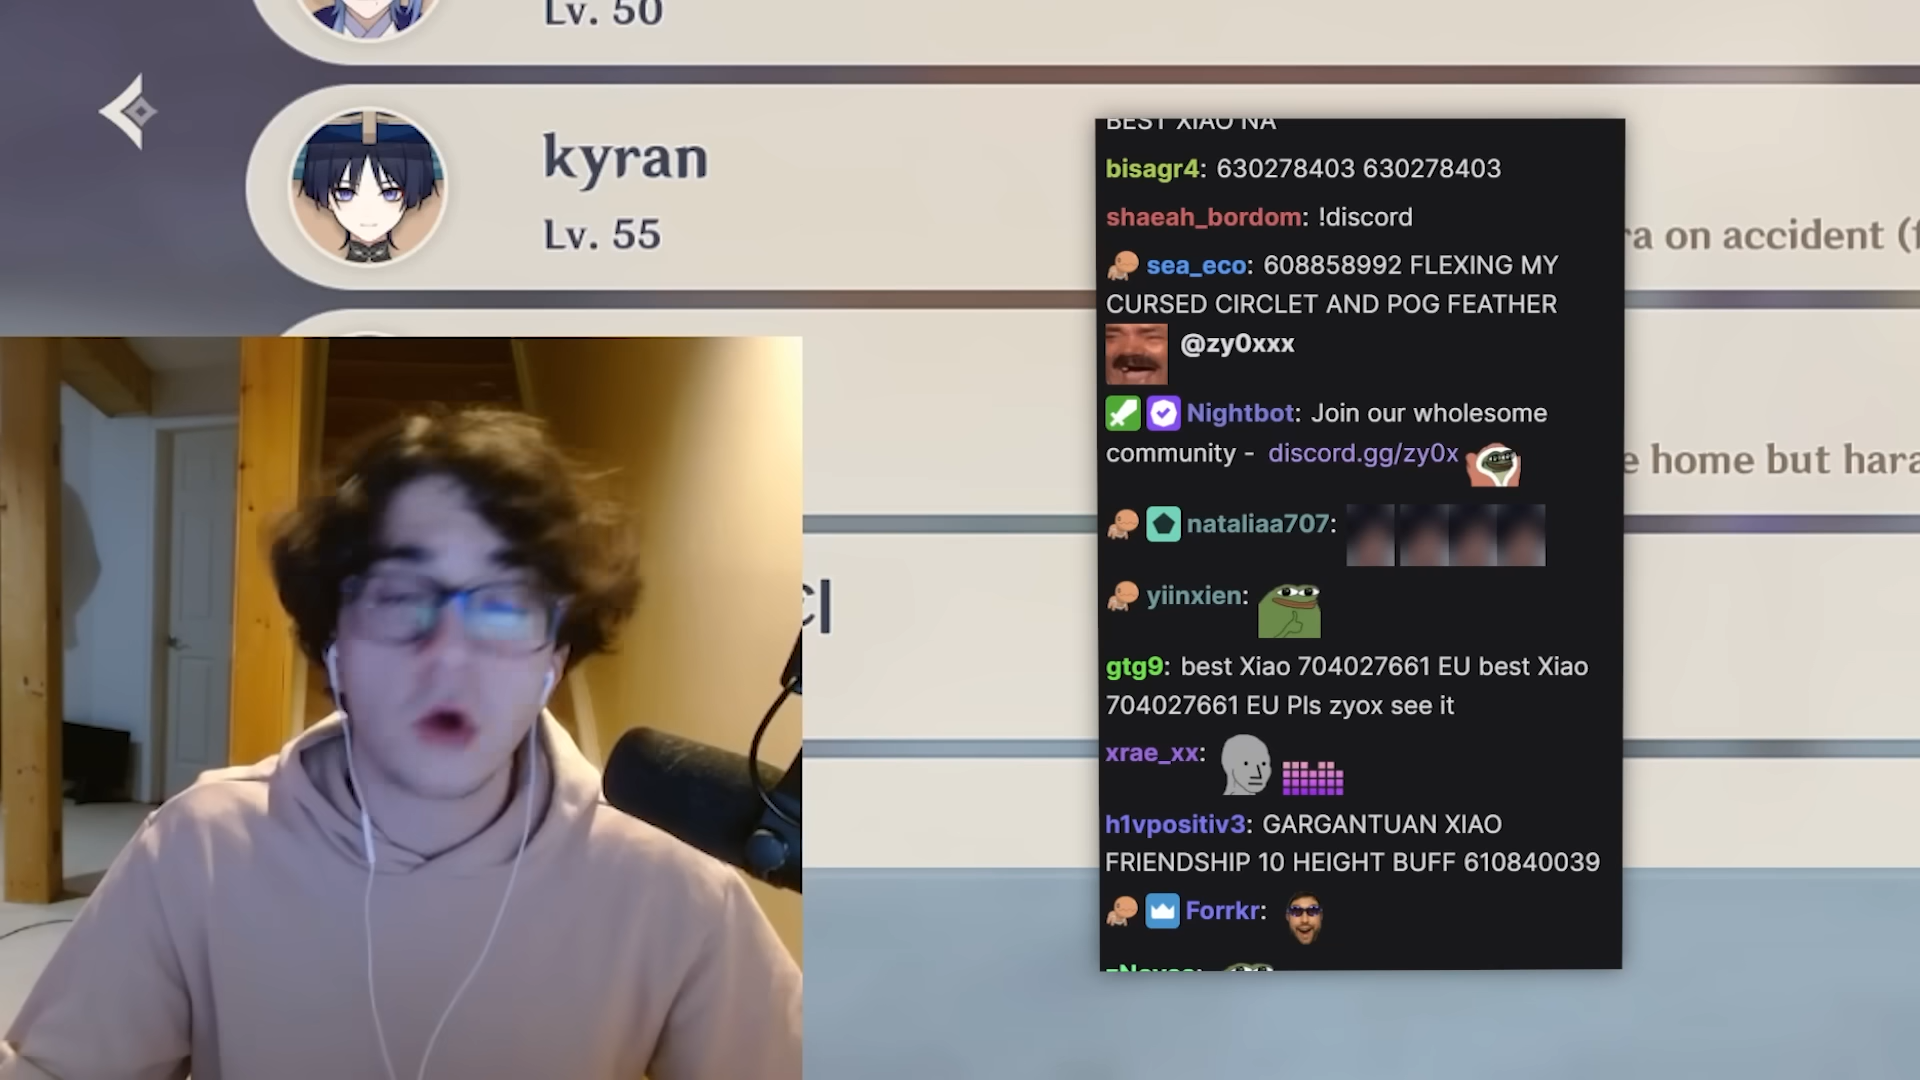 Lv. 50
kyran
Lv. 55
BEST XIAO NA
bisagr4: 630278403 630278403
shaeah_bordom: !discord
sea_eco: 608858992 FLEXING MY
CURSED CIRCLET AND POG FEATHER
@zy0xxx
Nightbot: Join our wholesome
community - discord.gg/zy0x
nataliaa707:
yiinxien:
gtg9: best Xiao 704027661 EU best Xiao
704027661 EU Pls zyox see it
xrae_xx:
h1vpositiv3: GARGANTUAN XIAO
FRIENDSHIP 10 HEIGHT BUFF 610840039
Forrkr:
on accident
home but